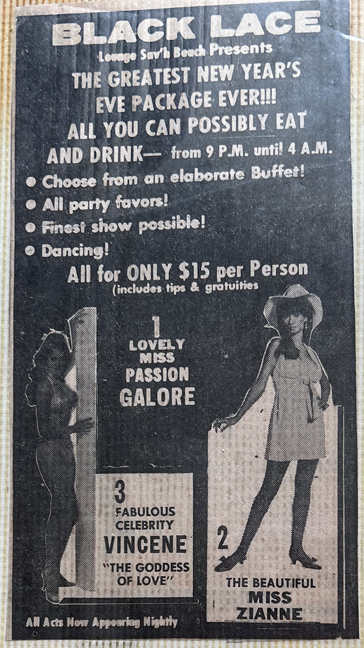 BLACK LACE
Lounge Sav'h Beach Presents
THE GREATEST NEW YEAR'S
EVE PACKAGE EVER!!!
ALL YOU CAN POSSIBLY EAT
AND DRINK— from 9 P.M. until 4 A.M.
• Choose from an elaborate Buffet!
• All party favors!
• Finest show possible!
• Dancing!
All for ONLY $15 per Person
(includes tips & gratuities
1
LOVELY
MISS
PASSION
GALORE
3
FABULOUS
CELEBRITY
VINCENE
"THE GODDESS
OF LOVE"
2
THE BEAUTIFUL
MISS
ZIANNE
All Acts Now Appearing Nightly